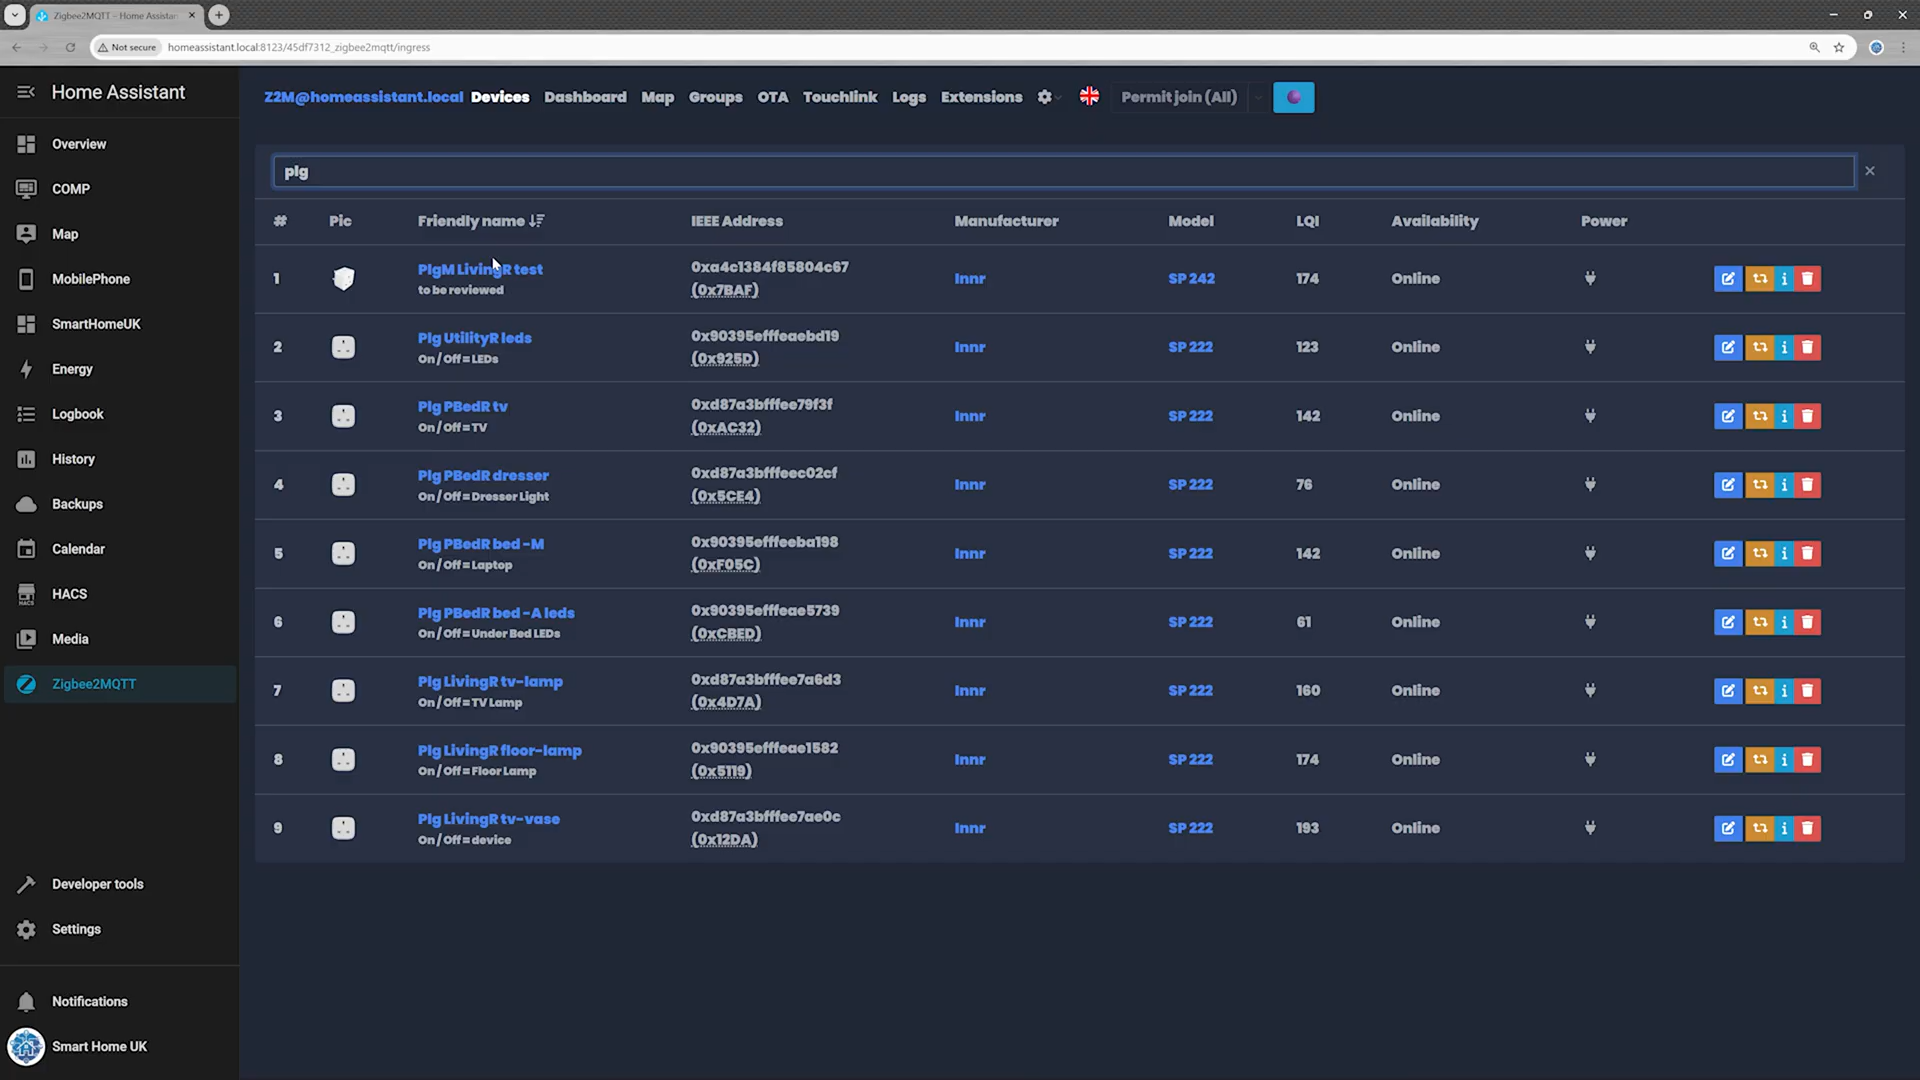 Zigbee2MQTT - Home Assistant
Not secure
homeassistant.local:8123/45df7312_zigbee2mqtt/ingress
Home Assistant
Overview
COMP
Map
MobilePhone
SmartHomeUK
Energy
Logbook
History
Backups
Calendar
HACS
Media
Zigbee2MQTT
Developer tools
Settings
Notifications
Smart Home UK
Z2M@homeassistant.local Devices Dashboard Map Groups OTA Touchlink Logs Extensions Permit join (All)
plg
# Pic Friendly name IEEE Address Manufacturer Model LQI Availability Power
1 PlgM LivingR test 0xa4c1384f85804c67 Innr SP 242 174 Online
to be reviewed (0x7BAF)
2 Plg UtilityR leds 0x90395efffeaebd19 Innr SP 222 123 Online
On / Off = LEDs (0x925D)
3 Plg PBedR tv 0xd87a3bfffee79f3f Innr SP 222 142 Online
On / Off = TV (0xAC32)
4 Plg PBedR dresser 0xd87a3bfffeec02cf Innr SP 222 76 Online
On / Off = Dresser Light (0x5CE4)
5 Plg PBedR bed -M 0x90395efffeeba198 Innr SP 222 142 Online
On / Off = Laptop (0xF05C)
6 Plg PBedR bed -A leds 0x90395efffeae5739 Innr SP 222 61 Online
On / Off = Under Bed LEDs (0xCBED)
7 Plg LivingR tv-lamp 0xd87a3bfffee7a6d3 Innr SP 222 160 Online
On / Off = TV Lamp (0x4D7A)
8 Plg LivingR floor-lamp 0x90395efffeae1582 Innr SP 222 174 Online
On / Off = Floor Lamp (0x5119)
9 Plg LivingR tv-vase 0xd87a3bfffee7ae0c Innr SP 222 193 Online
On / Off = device (0x12DA)